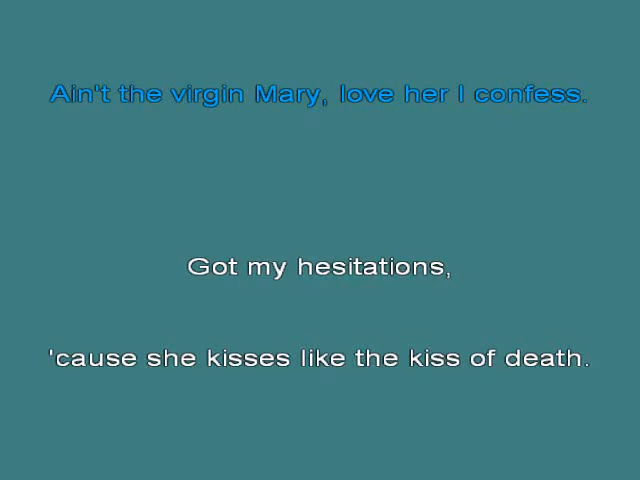 Ain't the virgin Mary, love her I confess.
Got my hesitations,
'cause she kisses like the kiss of death.